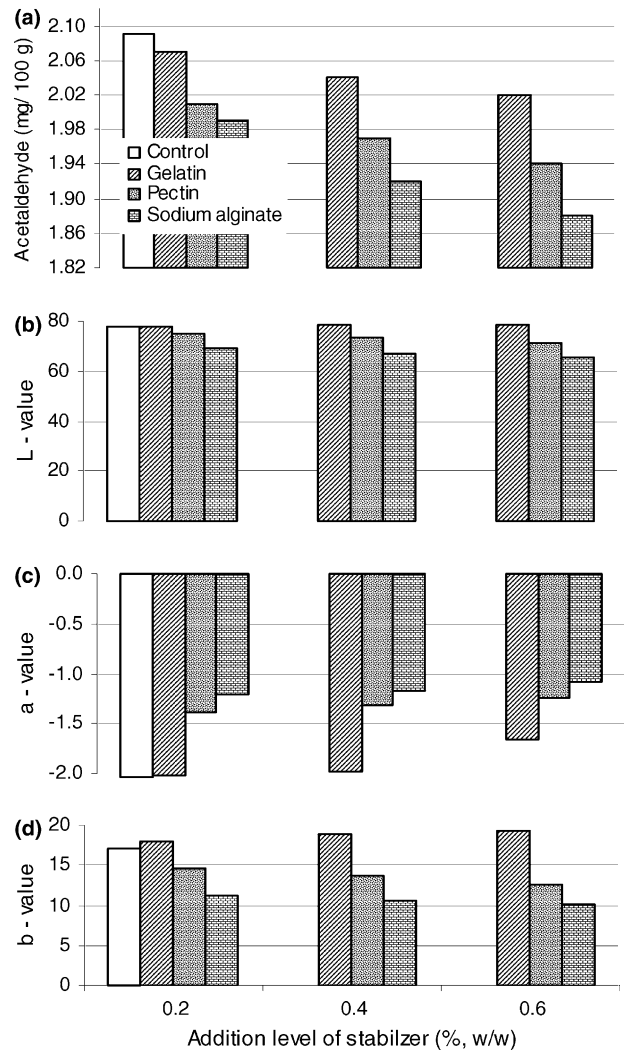 (a)
Acetaldehyde (mg/ 100 g)
2.10
2.06
2.02
1.98
1.94
1.90
1.86
1.82
Control
Gelatin
Pectin
Sodium alginate
(b)
L - value
80
60
40
20
0
(c)
a - value
0.0
-0.5
-1.0
-1.5
-2.0
(d)
b - value
20
15
10
5
0
0.2 0.4 0.6
Addition level of stabilzer (%, w/w)